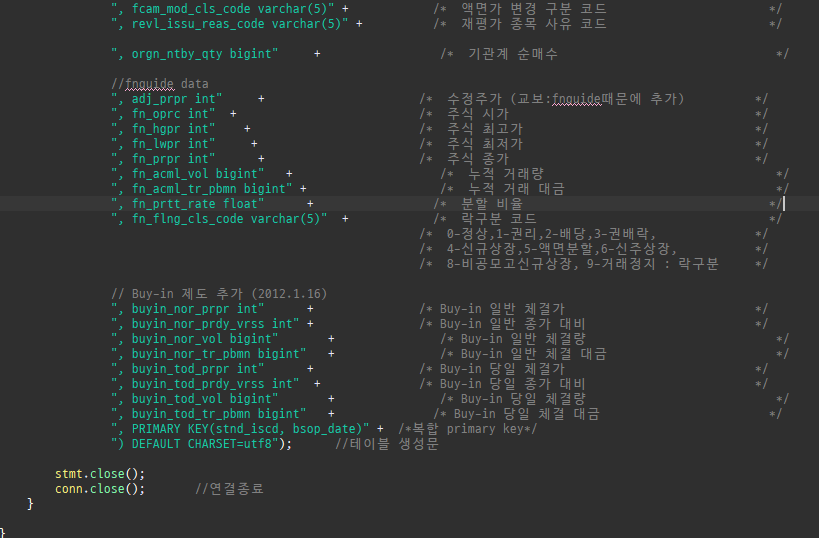 ", fcam_mod_cls_code varchar(5)" + /* 액면가 변경 구분 코드 */
", revl_issu_reas_code varchar(5)" + /* 재평가 종목 사유 코드 */
", orgn_ntby_qty bigint" + /* 기관계 순매수 */
//fnguide data
", adj_prpr int" + /* 수정주가 (교보:fnguide때문에 추가) */
", fn_oprc int" + /* 주식 시가 */
", fn_hgpr int" + /* 주식 최고가 */
", fn_lwpr int" + /* 주식 최저가 */
", fn_prpr int" + /* 주식 종가 */
", fn_acml_vol bigint" + /* 누적 거래량 */
", fn_acml_tr_pbmn bigint" + /* 누적 거래 대금 */
", fn_prtt_rate float" + /* 분할 비율 */
", fn_flng_cls_code varchar(5)" + /* 락구분 코드 */
/* 0-정상,1-권리,2-배당,3-권배락, */
/* 4-신규상장,5-액면분할,6-신주상장, */
/* 8-비공모고신규상장, 9-거래정지 : 락구분 */
// Buy-in 제도 추가 (2012.1.16)
", buyin_nor_prpr int" + /* Buy-in 일반 체결가 */
", buyin_nor_prdy_vrss int" + /* Buy-in 일반 종가 대비 */
", buyin_nor_vol bigint" + /* Buy-in 일반 체결량 */
", buyin_nor_tr_pbmn bigint" + /* Buy-in 일반 체결 대금 */
", buyin_tod_prpr int" + /* Buy-in 당일 체결가 */
", buyin_tod_prdy_vrss int" + /* Buy-in 당일 종가 대비 */
", buyin_tod_vol bigint" + /* Buy-in 당일 체결량 */
", buyin_tod_tr_pbmn bigint" + /* Buy-in 당일 체결 대금 */
", PRIMARY KEY(stnd_iscd, bsop_date)" + /*복합 primary key*/
") DEFAULT CHARSET=utf8"); //테이블 생성문
stmt.close();
conn.close(); //연결종료
}
}